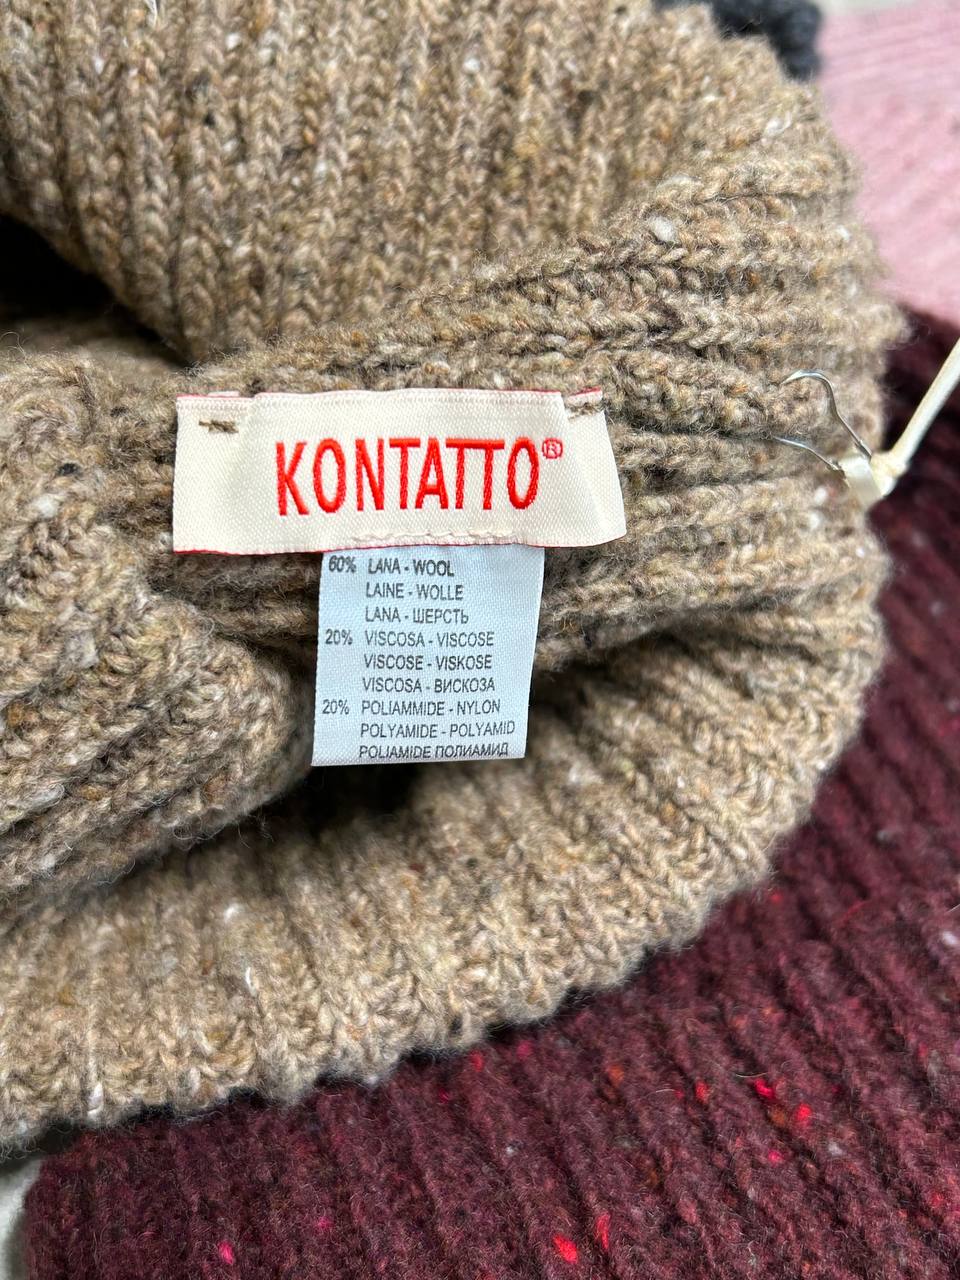 KONTATTO®
60% LANA - WOOL
LAINE - WOLLE
LANA - ШЕРСТЬ
20% VISCOSA - VISCOSE
VISCOSE - VISKOSE
VISCOSA - ВИСКОЗА
20% POLIAMMIDE - NYLON
POLYAMIDE - POLYAMID
POLIAMIDE ПОЛИАМИД